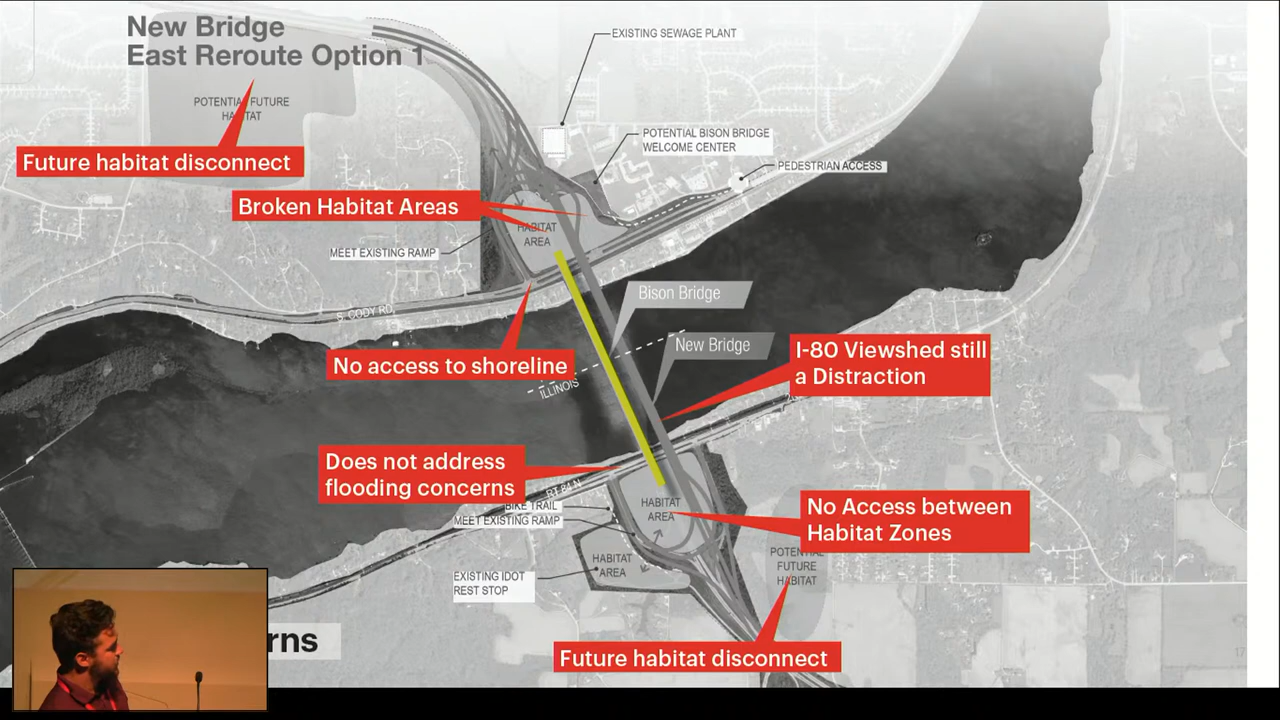 New Bridge
East Reroute Option 1
EXISTING SEWAGE PLANT
POTENTIAL FUTURE
HABITAT
Future habitat disconnect
POTENTIAL BISON BRIDGE
WELCOME CENTER
PEDESTRIAN ACCESS
Broken Habitat Areas
HABITAT
AREA
MEET EXISTING RAMP
Bison Bridge
S. CODY RD.
New Bridge
I-80 Viewshed still
a Distraction
No access to shoreline
ILLINOIS
Does not address
flooding concerns
BIKE TRAIL
MEET EXISTING RAMP
HABITAT
AREA
No Access between
Habitat Zones
HABITAT
AREA
POTENTIAL
FUTURE
HABITAT
EXISTING IDOT
REST STOP
rns
Future habitat disconnect